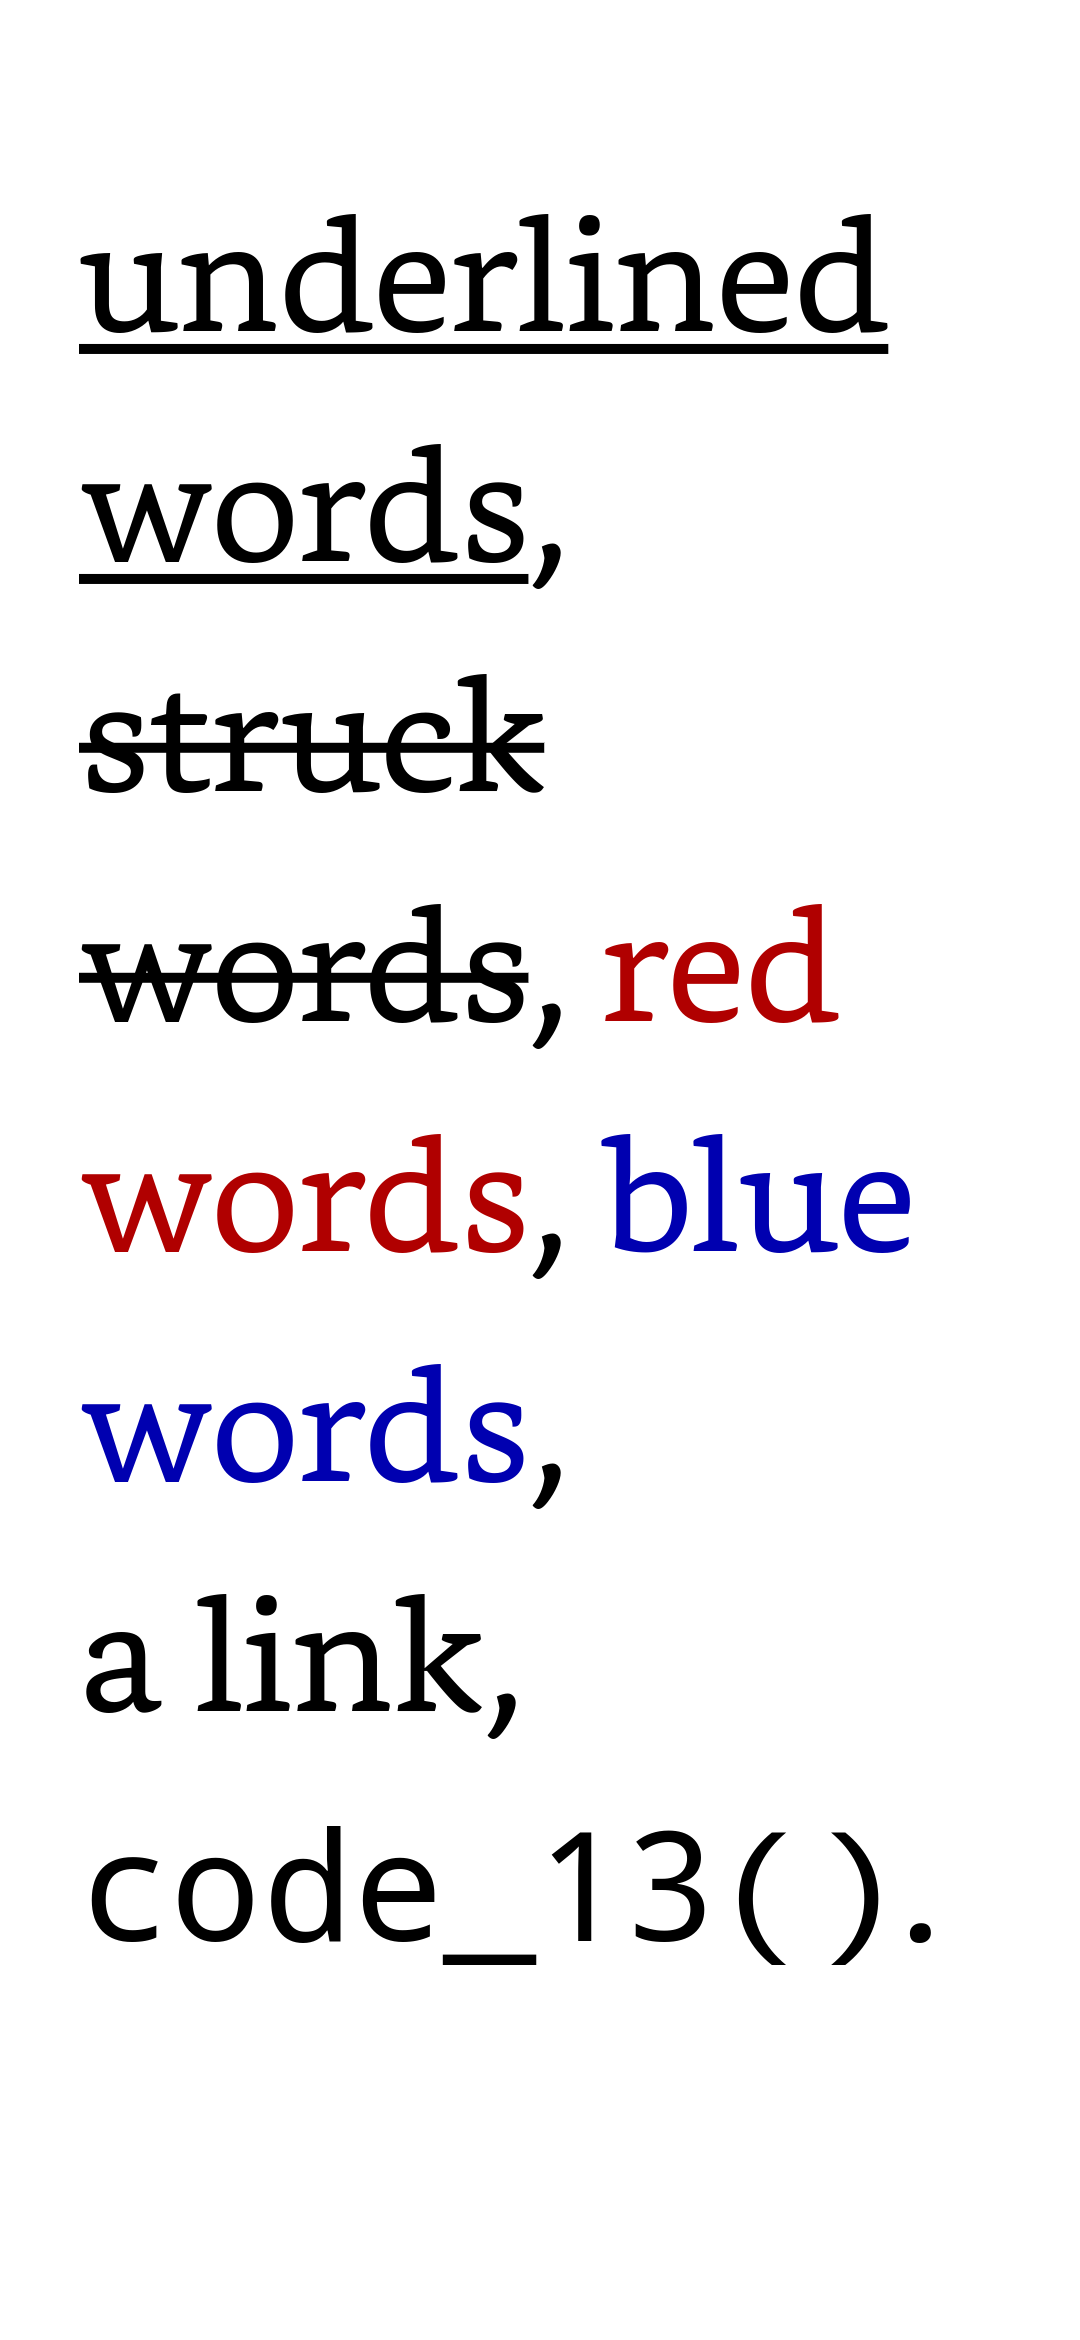 underlined
words,
struck
words, red
words, blue
words,
a link,
code_13().